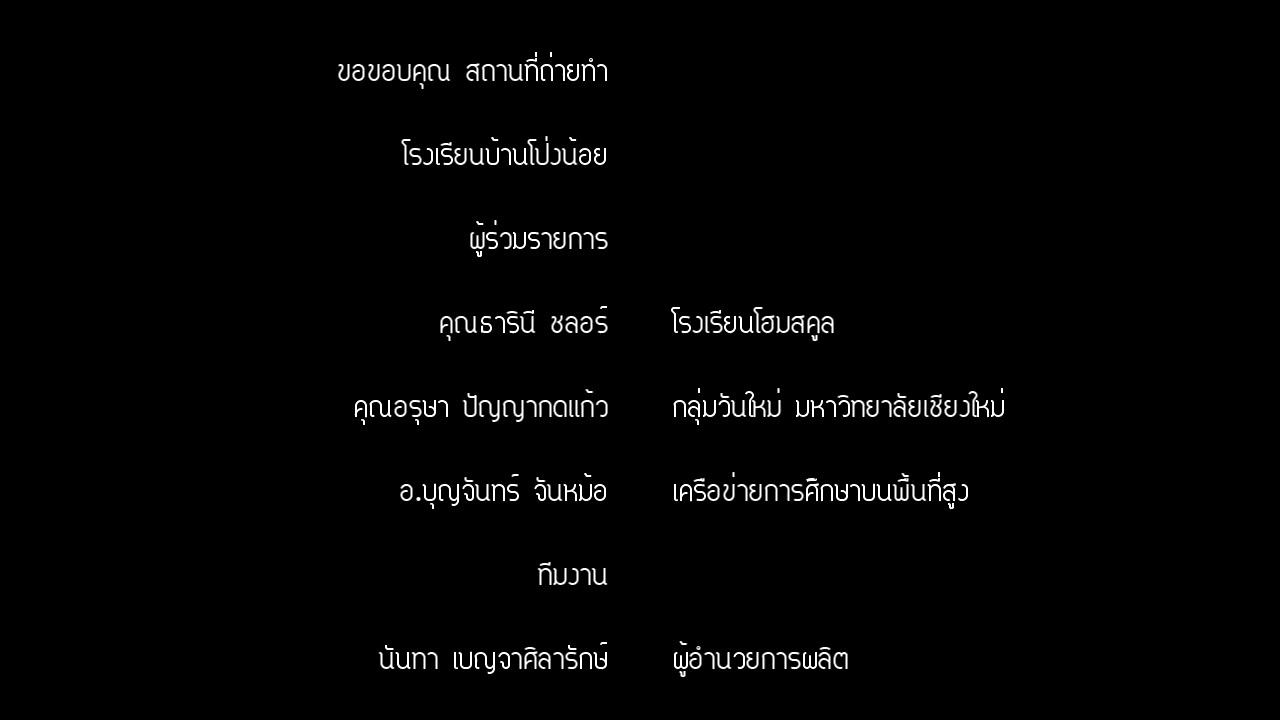 ขอขอบคุณ สถานที่ถ่ายทำ
โรงเรียนบ้านโป่งน้อย
ผู้ร่วมรายการ
คุณธารินี ชลอร์ โรงเรียนโฮมสคูล
คุณอรุษา ปัญญากดแก้ว กลุ่มวันใหม่ มหาวิทยาลัยเชียงใหม่
อ.บุญจันทร์ จันหม้อ เครือข่ายการศึกษาบนพื้นที่สูง
ทีมงาน
นันทา เบญจาศิลารักษ์ ผู้อำนวยการผลิต